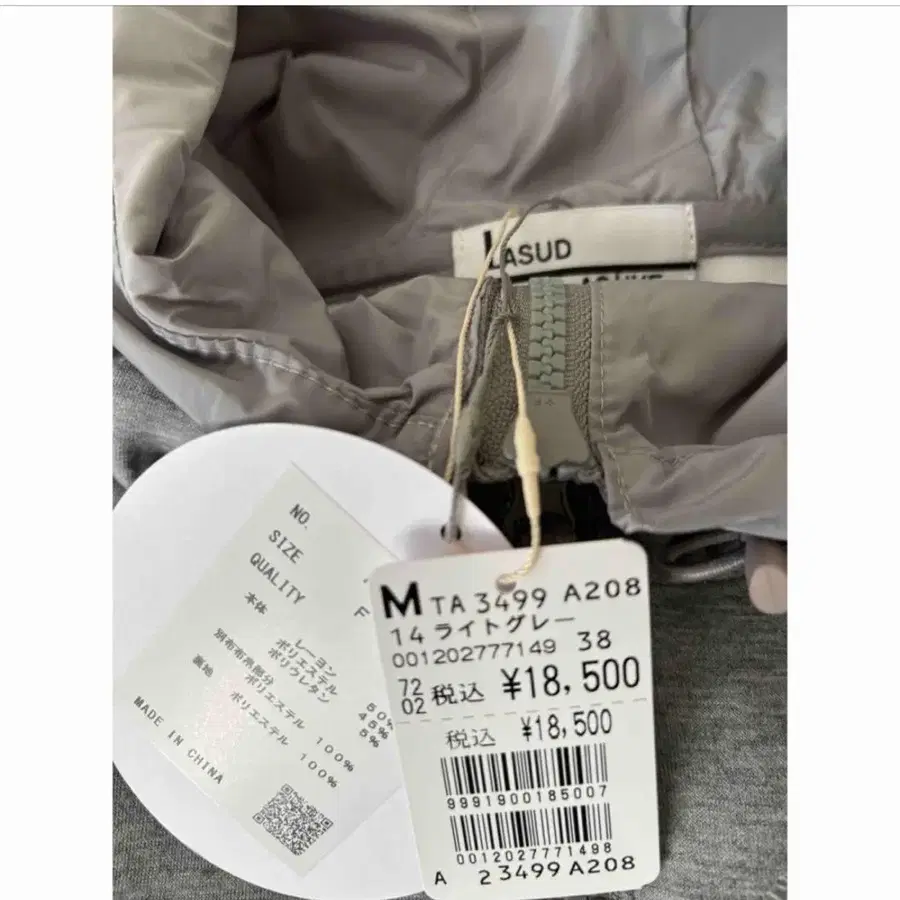 LASUD
NO.
SIZE
F
QUALITY
本体
レーヨン 50%
ポリエステル 45%
ポリウレタン 5%
別布布帛部分
ポリエステル 100%
裏地
ポリエステル 100%
MADE IN CHINA
M TA 3499 A208
14 ライトグレー
001202777149 38
72
02 税込 ¥18,500
税込 ¥18,500
9991900185007
0012027771498
A 2 3499 A208